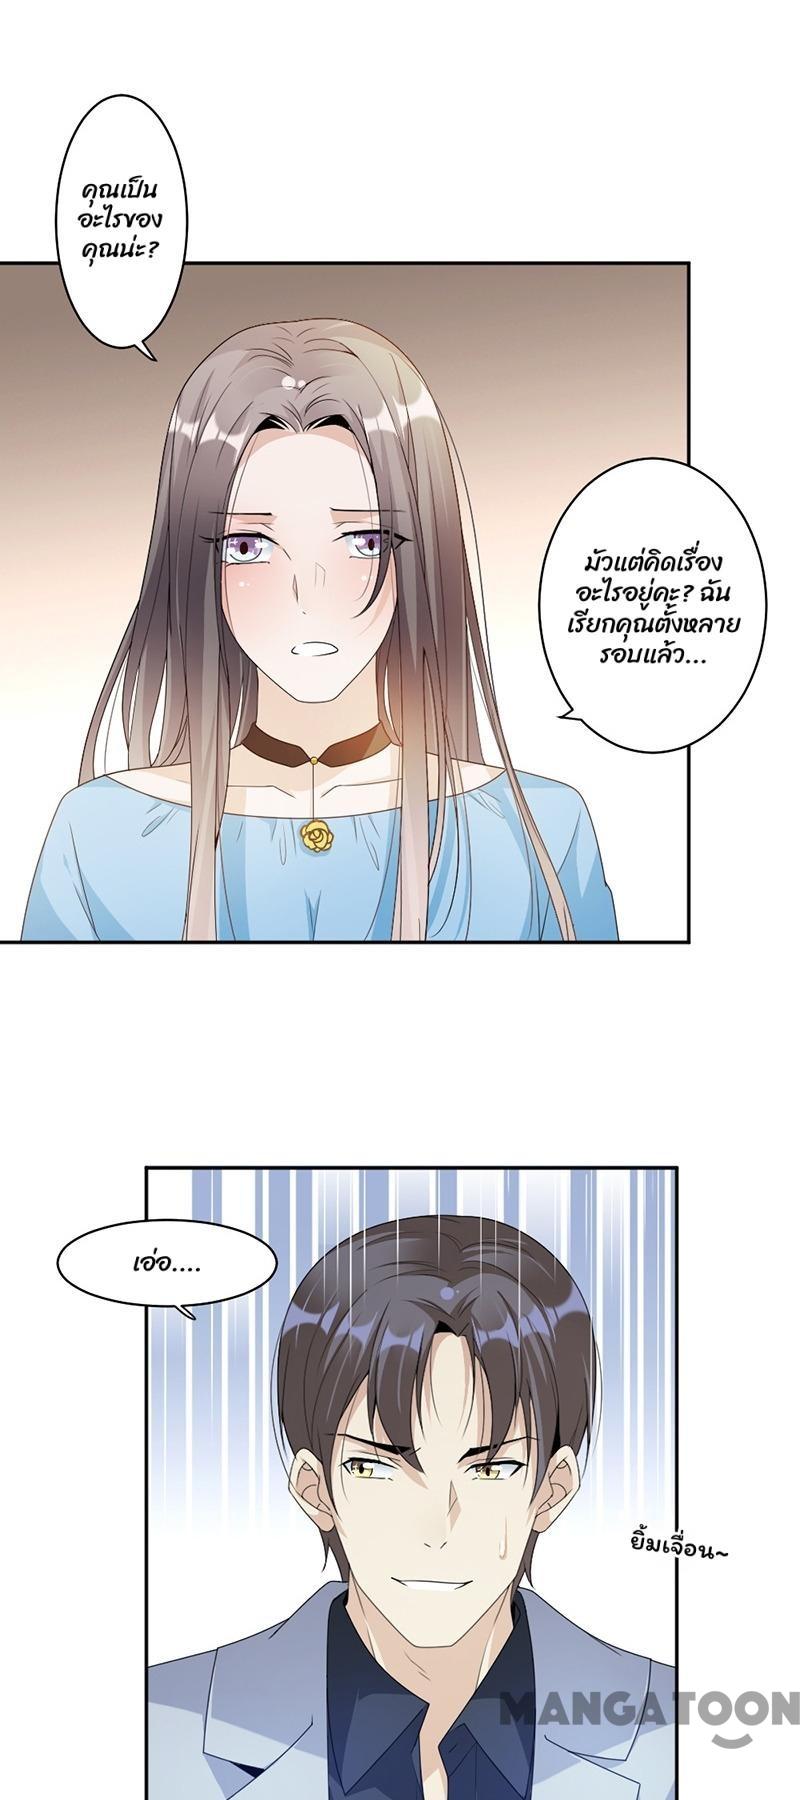 คุณเป็น
อะไรของ
คุณน่ะ?
มัวแต่คิดเรื่อง
อะไรอยู่คะ? ฉัน
เรียกคุณตั้งหลาย
รอบแล้ว...
เอ่อ....
ยิ้มเจื่อน~
MANGATOON